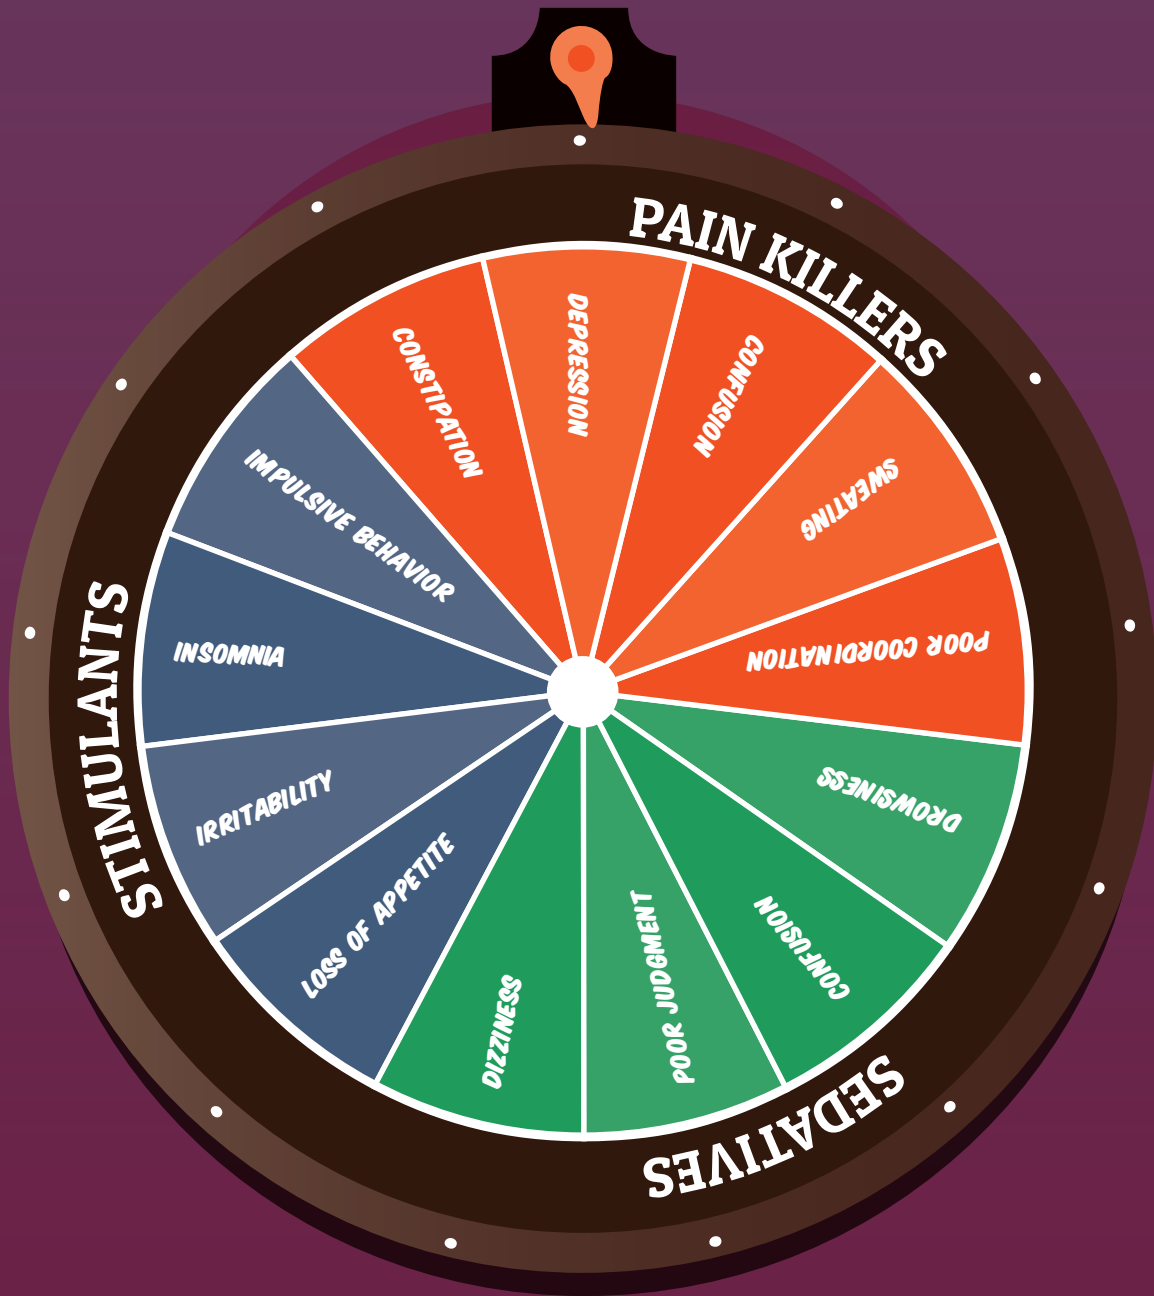 PAIN KILLERS
CONSTIPATION
DEPRESSION
CONFUSION
SWEATING
POOR COORDINATION
SEDATIVES
DROWSINESS
CONFUSION
POOR JUDGMENT
DIZZINESS
STIMULANTS
LOSS OF APPETITE
IRRITABILITY
INSOMNIA
IMPULSIVE BEHAVIOR